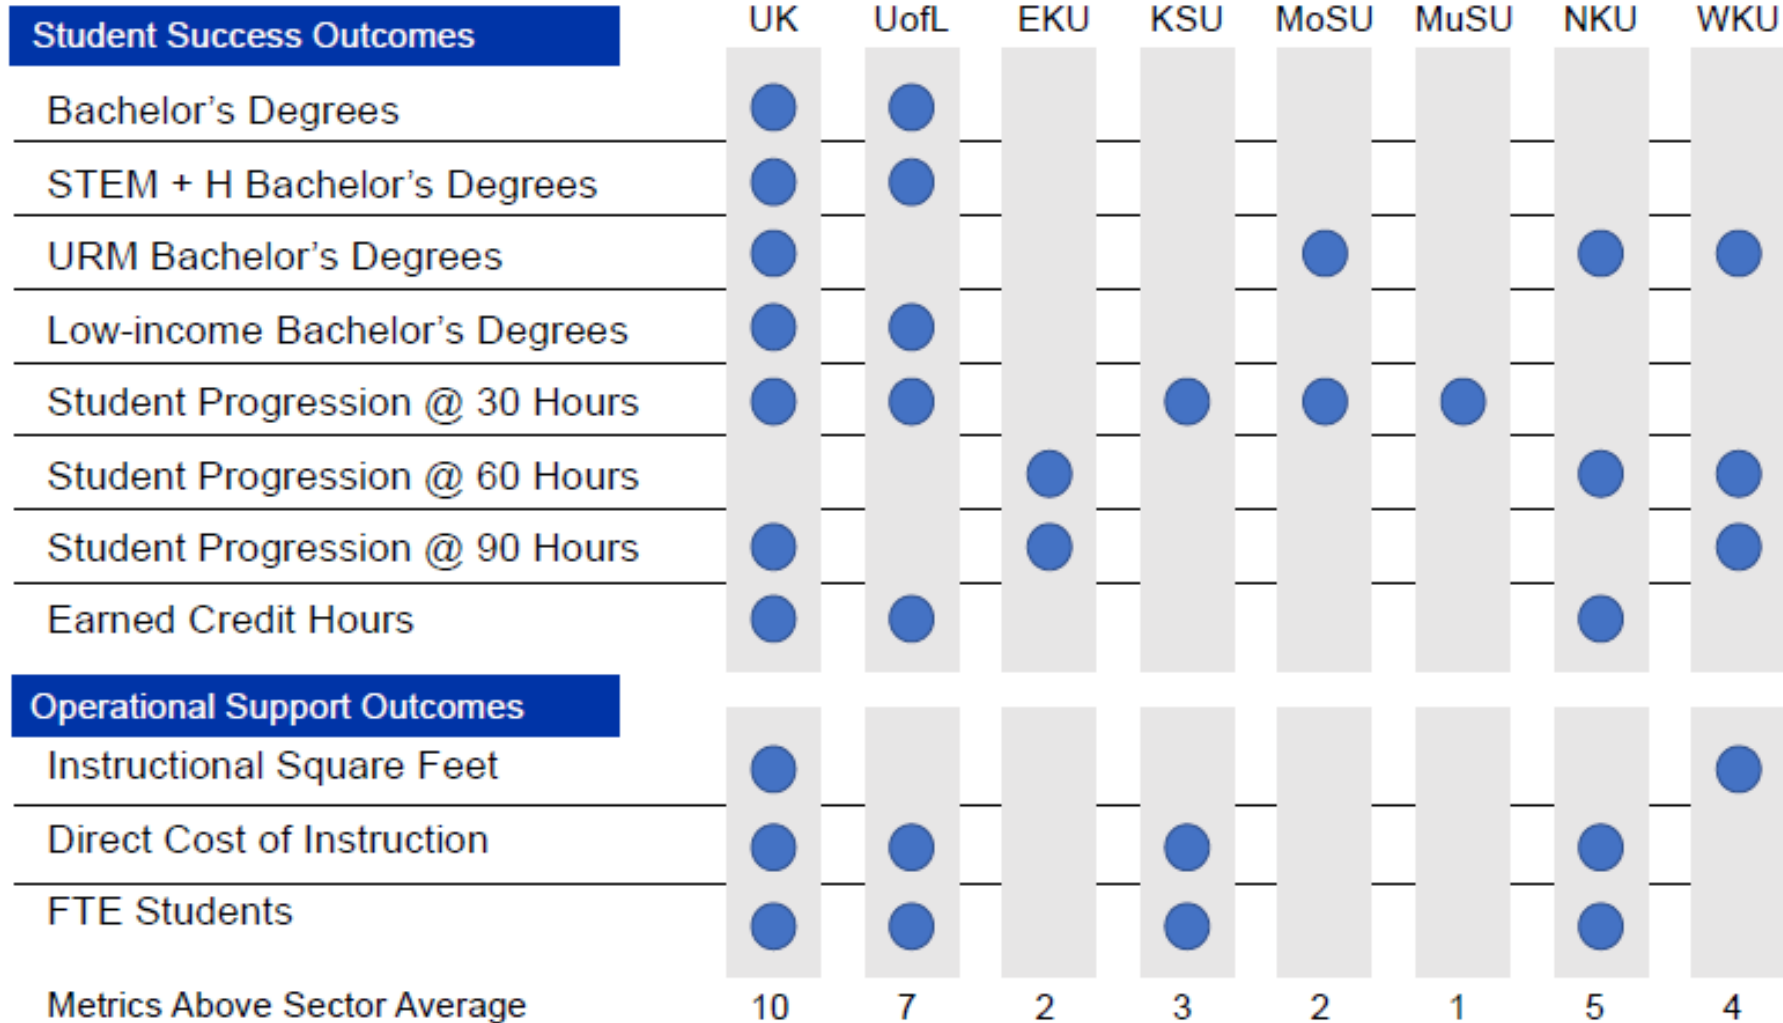 Student Success Outcomes UK UofL EKU KSU MoSU MuSU NKU WKU
Bachelor's Degrees
STEM + H Bachelor's Degrees
URM Bachelor's Degrees
Low-income Bachelor's Degrees
Student Progression @ 30 Hours
Student Progression @ 60 Hours
Student Progression @ 90 Hours
Earned Credit Hours
Operational Support Outcomes
Instructional Square Feet
Direct Cost of Instruction
FTE Students
Metrics Above Sector Average 10 7 2 3 2 1 5 4